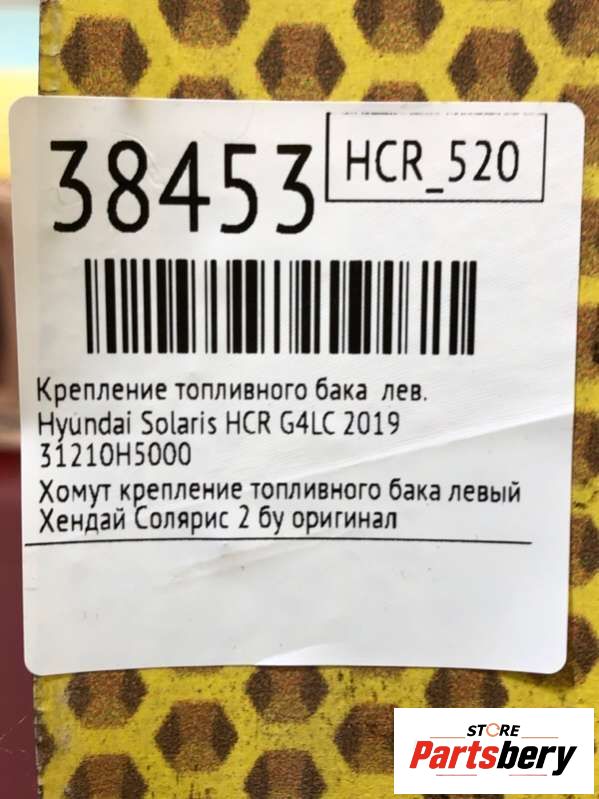 38453
HCR_520
Крепление топливного бака лев.
Hyundai Solaris HCR G4LC 2019
31210H5000
Хомут крепление топливного бака левый
Хендай Солярис 2 бу оригинал
STORE
Partsbery